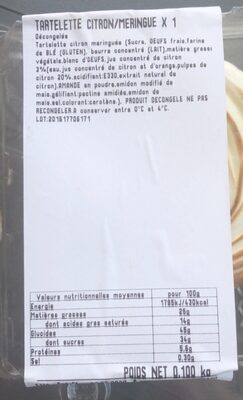 TARTELETTE CITRON/MERINGUE X 1
Décongelée
Tartelette citron meringuée (Sucre, OEUFS frais,farine
de BLÉ (GLUTEN), beurre concentré (LAIT),matière grasse
végétale,blanc d'OEUFS,jus concentré de citron
3%(eau,jus concentré de citron et d'orange,pulpes de
citron 20%,acidifiant:E330,extrait naturel de
citron),AMANDE en poudre,amidon modifié de
maïs,gélifiant:pectine amidiée,amidon de
maïs,sel,colorant:carotène.). PRODUIT DECONGELE NE PAS
RECONGELER.A conserver entre 0°C et 4°C.
LOT:201617706171
Valeurs nutritionnelles moyennes pour 100g
Energie 1795kJ/430kcal
Matières grasses 25g
dont acides gras saturés 14g
Glucides 45g
dont sucres 34g
Protéines 5.6g
Sel 0.30g
POIDS NET 0.100 kg